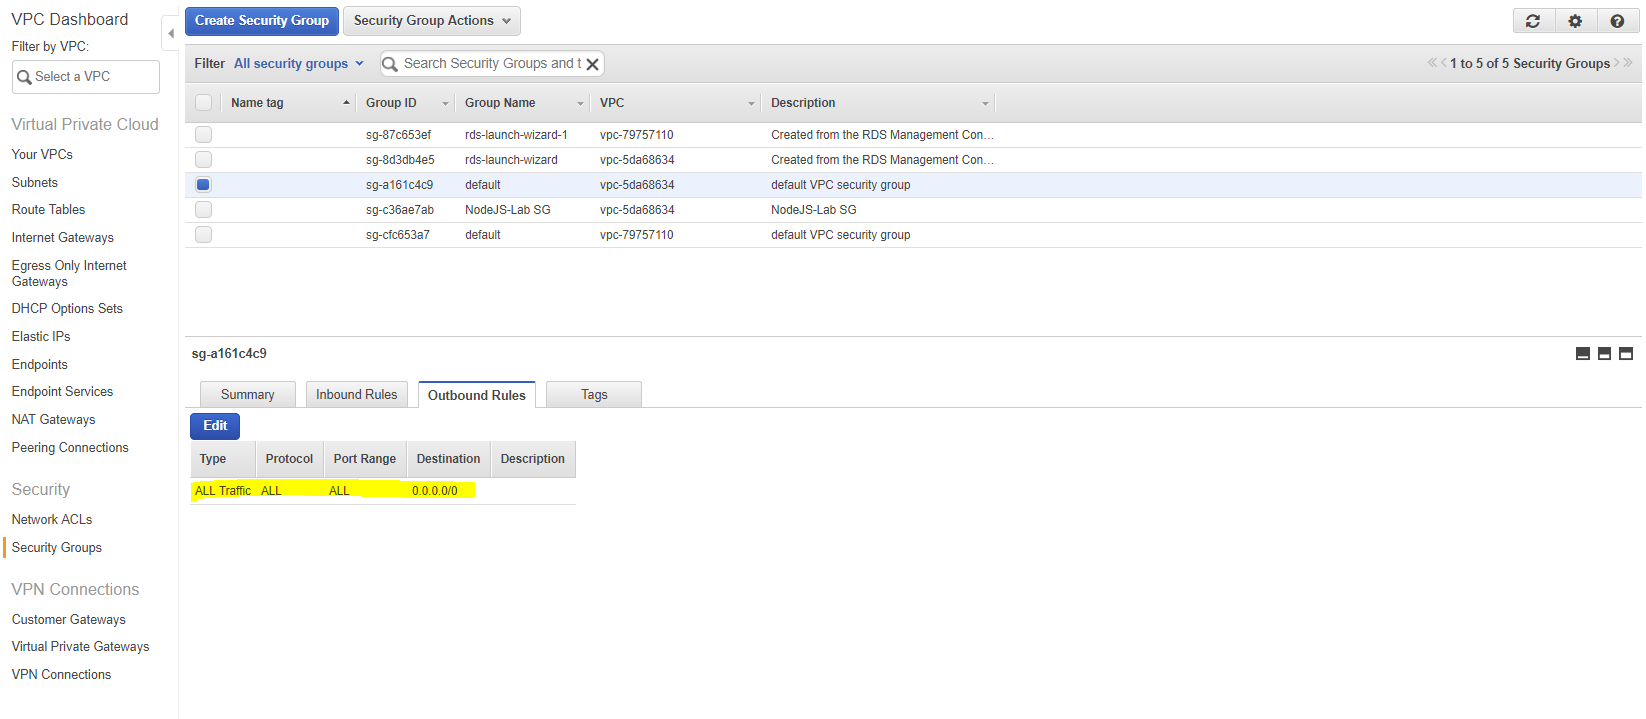 VPC Dashboard
Filter by VPC:
Select a VPC
Virtual Private Cloud
Your VPCs
Subnets
Route Tables
Internet Gateways
Egress Only Internet
Gateways
DHCP Options Sets
Elastic IPs
Endpoints
Endpoint Services
NAT Gateways
Peering Connections
Security
Network ACLs
Security Groups
VPN Connections
Customer Gateways
Virtual Private Gateways
VPN Connections
Create Security Group Security Group Actions
Filter All security groups Search Security Groups and t 1 to 5 of 5 Security Groups
Name tag Group ID Group Name VPC Description
sg-87c653ef rds-launch-wizard-1 vpc-79757110 Created from the RDS Management Con...
sg-8d3db4e5 rds-launch-wizard vpc-5da68634 Created from the RDS Management Con...
sg-a161c4c9 default vpc-5da68634 default VPC security group
sg-c36ae7ab NodeJS-Lab SG vpc-5da68634 NodeJS-Lab SG
sg-cfc653a7 default vpc-79757110 default VPC security group
sg-a161c4c9
Summary Inbound Rules Outbound Rules Tags
Edit
Type Protocol Port Range Destination Description
ALL Traffic ALL ALL 0.0.0.0/0